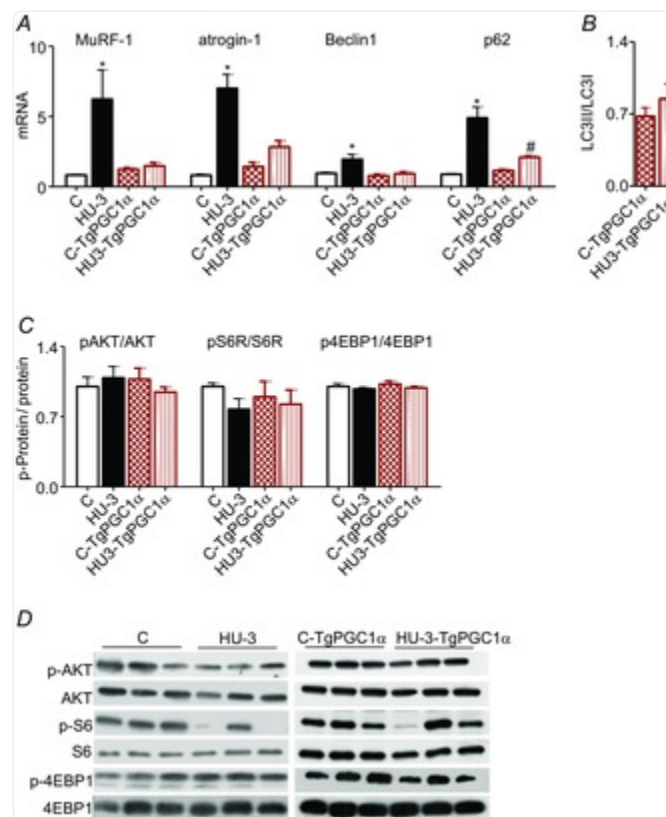 A
B
MuRF-1 atrogin-1 Beclin1 p62
mRNA
10
5
0
* * * * #
C HU-3 C-TgPGC1α HU3-TgPGC1α
C HU-3 C-TgPGC1α HU3-TgPGC1α
C HU-3 C-TgPGC1α HU3-TgPGC1α
C HU-3 C-TgPGC1α HU3-TgPGC1α
LC3II/LC3I
1.4
0.7
0.0
C-TgPGC1α
C
pAKT/AKT pS6R/S6R p4EBP1/4EBP1
p-Protein / protein
1.4
0.7
0.0
C HU-3 C-TgPGC1α HU3-TgPGC1α
C HU-3 C-TgPGC1α HU3-TgPGC1α
C HU-3 C-TgPGC1α HU3-TgPGC1α
D
C HU-3 C-TgPGC1α HU-3-TgPGC1α
p-AKT
AKT
p-S6
S6
p-4EBP1
4EBP1